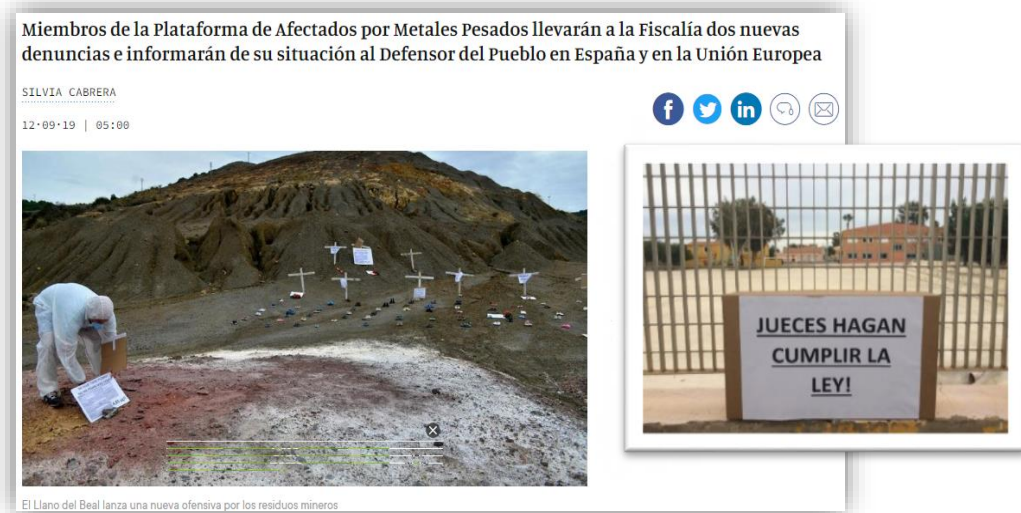 Miembros de la Plataforma de Afectados por Metales Pesados llevarán a la Fiscalía dos nuevas
denuncias e informarán de su situación al Defensor del Pueblo en España y en la Unión Europea
SILVIA CABRERA
12·09·19 | 05:00
f
in
JUECES HAGAN
CUMPLIR LA
LEY!
El Llano del Beal lanza una nueva ofensiva por los residuos mineros